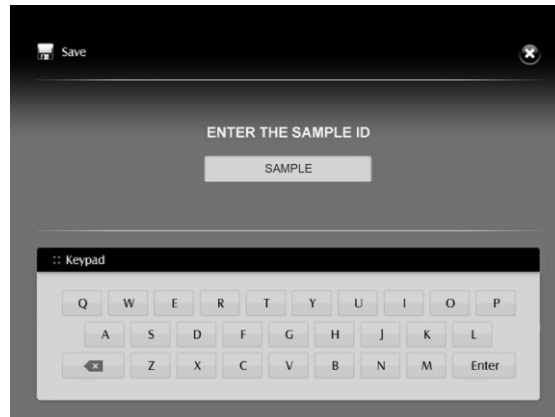 Save
ENTER THE SAMPLE ID
SAMPLE
:: Keypad
Q W E R T Y U I O P
A S D F G H J K L
Z X C V B N M Enter